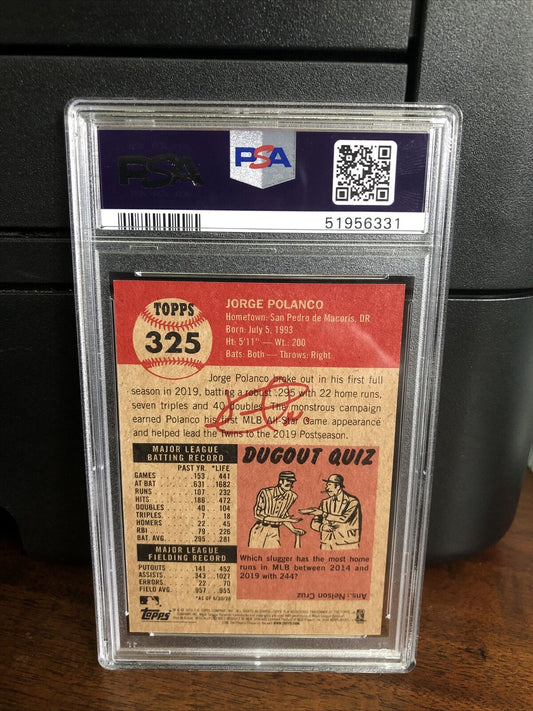 PSA
PSA
51956331
TOPPS
325
JORGE POLANCO
Hometown: San Pedro de Macoris, DR
Born: July 5, 1993
Ht: 5'11" — Wt.: 200
Bats: Both — Throws: Right
Jorge Polanco broke out in his first full
season in 2019, batting a robust .295 with 22 home runs,
seven triples and 40 doubles. The monstrous campaign
earned Polanco his first MLB All-Star Game appearance
and helped lead the Twins to the 2019 Postseason.
MAJOR LEAGUE
BATTING RECORD
PAST YR. *LIFE
GAMES 153 441
AT BAT .631 .1682
RUNS 107 232
HITS 186 472
DOUBLES 40 104
TRIPLES 7 18
HOMERS 22 45
RBI 79 226
BAT. AVG. .295 .281
MAJOR LEAGUE
FIELDING RECORD
PUTOUTS 141 452
ASSISTS 343 1027
ERRORS 22 70
FIELD AVG. .957 .955
*AS OF 6/30/20
DUGOUT QUIZ
Which slugger has the most home
runs in MLB between 2014 and
2019 with 244?
Ans: Nelson Cruz
Topps